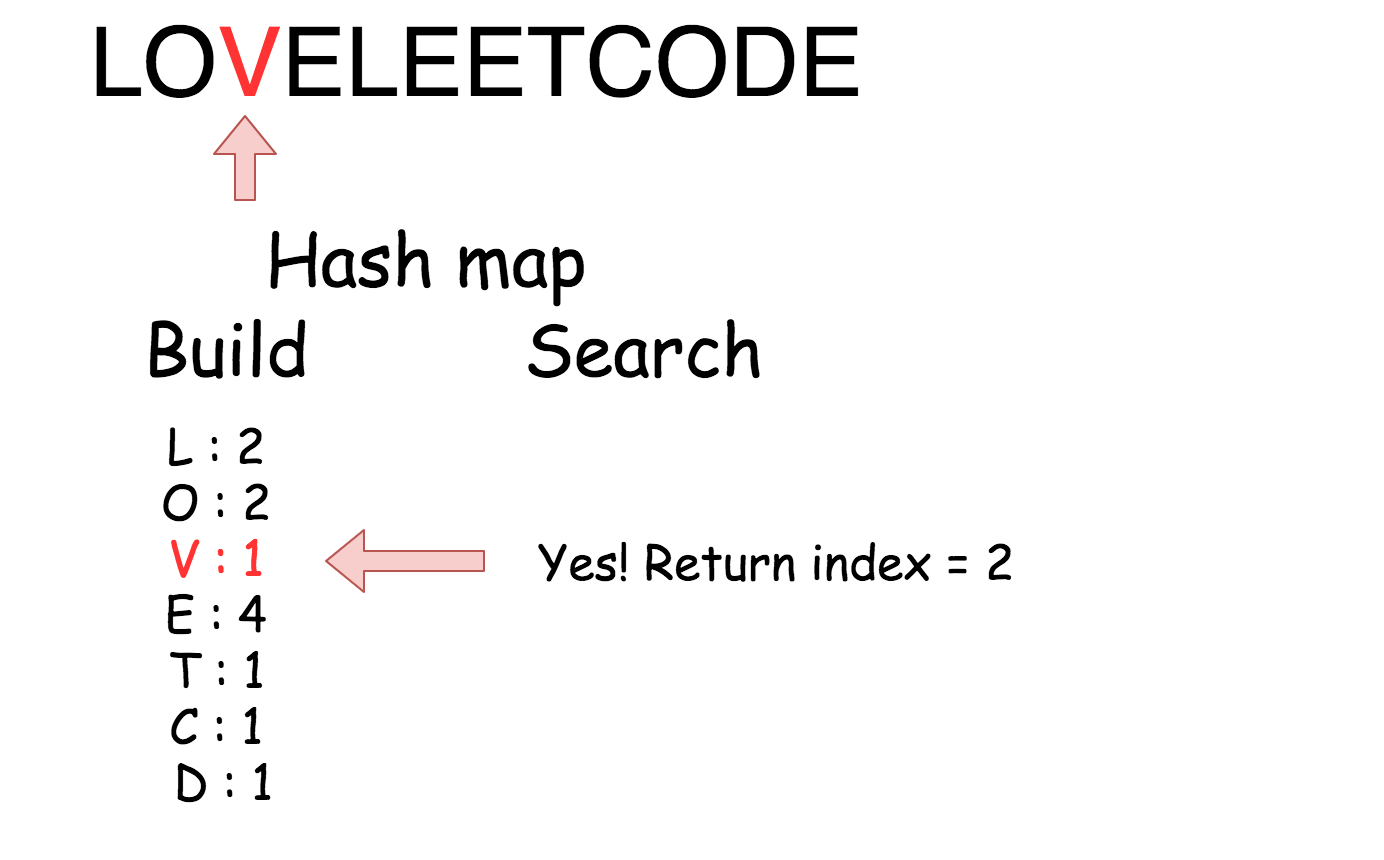 LOVELEETCODE
Hash map
Build Search
L : 2
O : 2
V : 1 Yes! Return index = 2
E : 4
T : 1
C : 1
D : 1